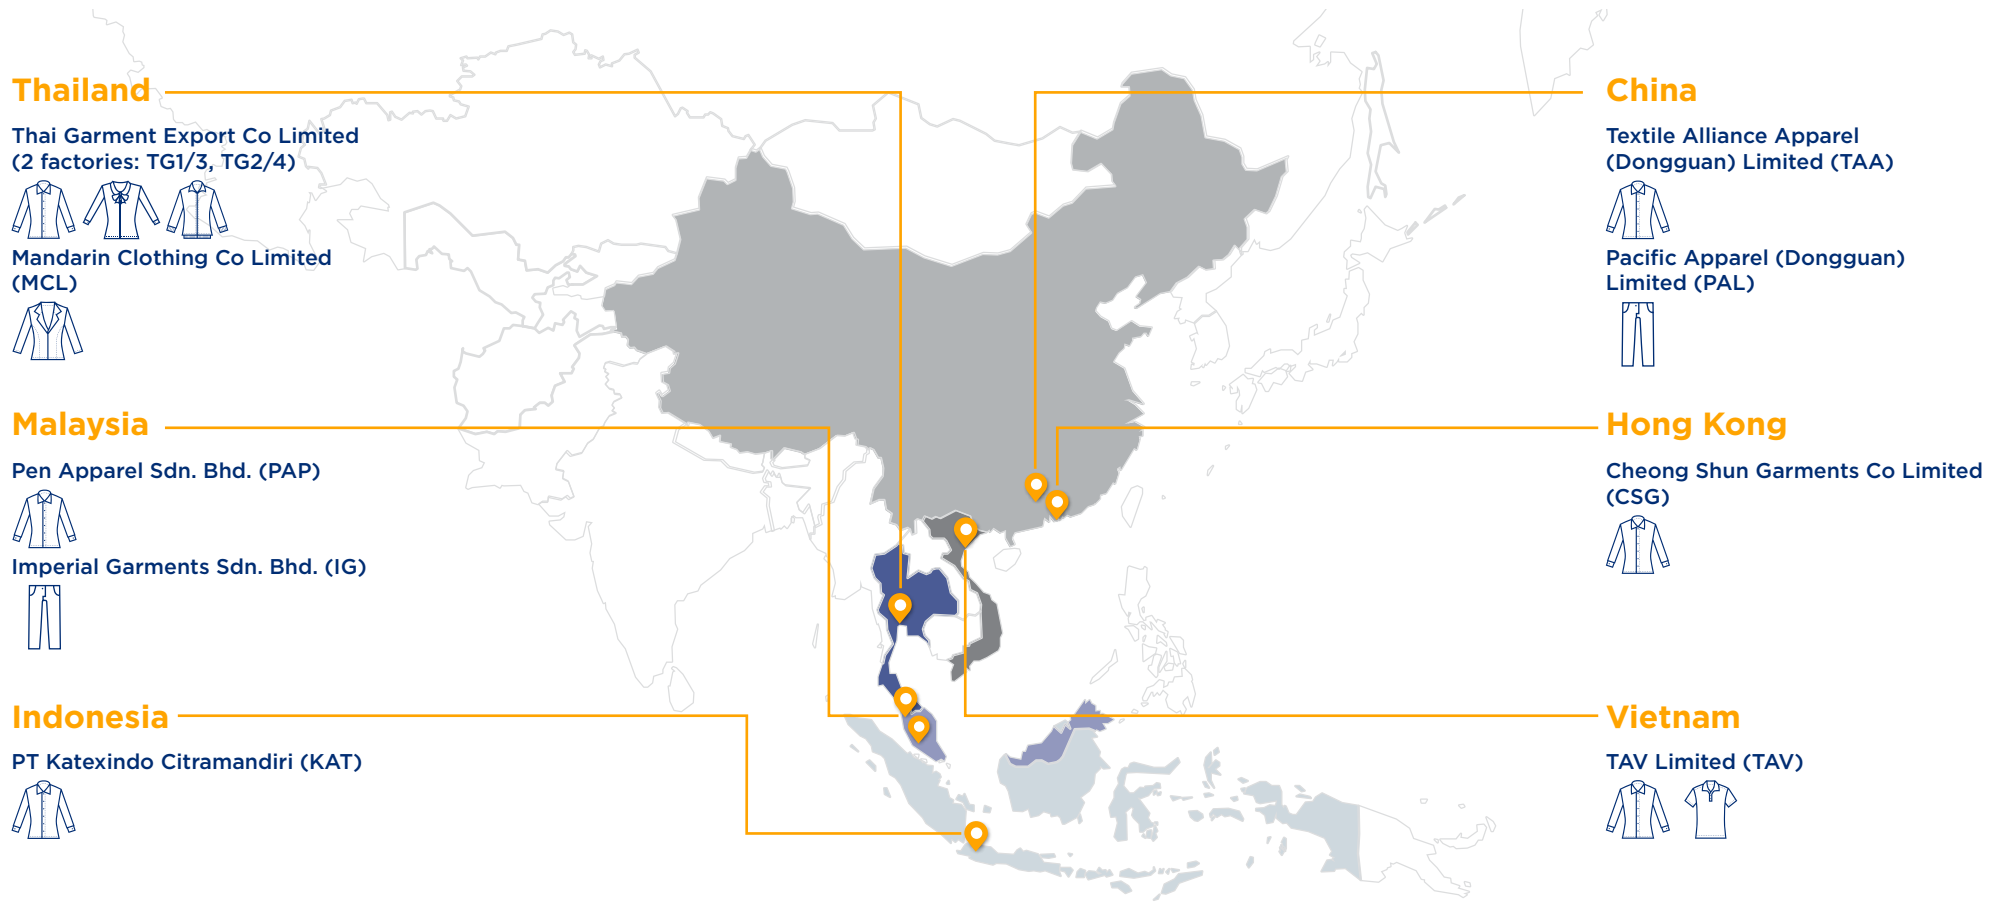 Thailand
Thai Garment Export Co Limited
(2 factories: TG1/3, TG2/4)
Mandarin Clothing Co Limited
(MCL)
Malaysia
Pen Apparel Sdn. Bhd. (PAP)
Imperial Garments Sdn. Bhd. (IG)
Indonesia
PT Katexindo Citramandiri (KAT)
China
Textile Alliance Apparel
(Dongguan) Limited (TAA)
Pacific Apparel (Dongguan)
Limited (PAL)
Hong Kong
Cheong Shun Garments Co Limited
(CSG)
Vietnam
TAV Limited (TAV)